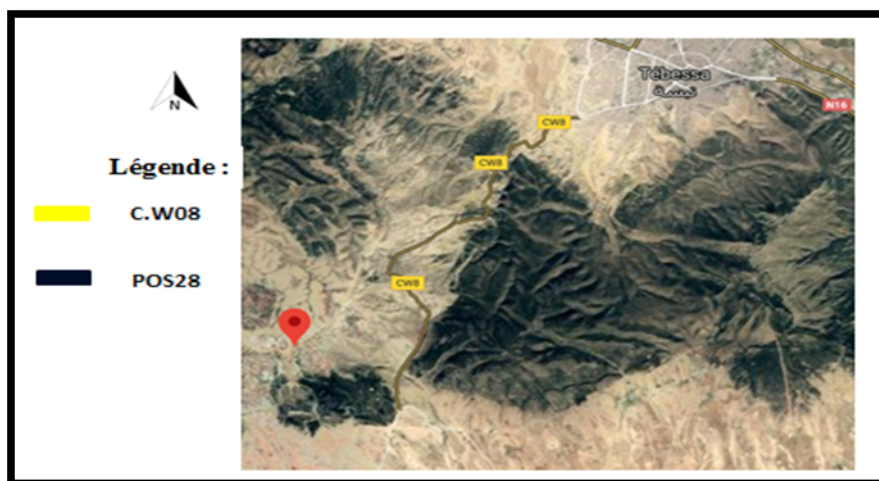 N
Légende :
C.W08
POS28
Tébessa
تبسة
N16
CW8
CW8
CW8